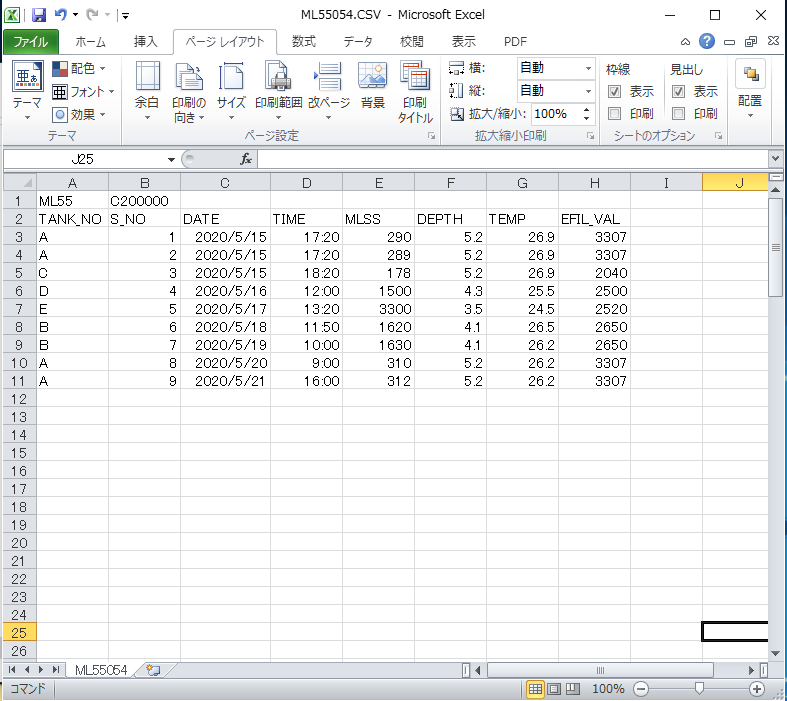 ML55054.CSV - Microsoft Excel
ファイル ホーム 挿入 ページ レイアウト 数式 データ 校閲 表示 PDF
テーマ 配色 フォント 効果
余白 印刷の向き サイズ 印刷範囲 改ページ 背景 印刷タイトル
横: 自動
縦: 自動
拡大/縮小: 100%
枠線 見出し
表示 表示
印刷 印刷
配置
テーマ ページ設定 拡大縮小印刷 シートのオプション
J25 fx
A B C D E F G H I J
1 ML55 C200000
2 TANK_NO S_NO DATE TIME MLSS DEPTH TEMP EFIL_VAL
3 A 1 2020/5/15 17:20 290 5.2 26.9 3307
4 A 2 2020/5/15 17:20 289 5.2 26.9 3307
5 C 3 2020/5/15 18:20 178 5.2 26.9 2040
6 D 4 2020/5/16 12:00 1500 4.3 25.5 2500
7 E 5 2020/5/17 13:20 3300 3.5 24.5 2520
8 B 6 2020/5/18 11:50 1620 4.1 26.5 2650
9 B 7 2020/5/19 10:00 1630 4.1 26.2 2650
10 A 8 2020/5/20 9:00 310 5.2 26.2 3307
11 A 9 2020/5/21 16:00 312 5.2 26.2 3307
12
13
14
15
16
17
18
19
20
21
22
23
24
25
26
ML55054
コマンド 100%